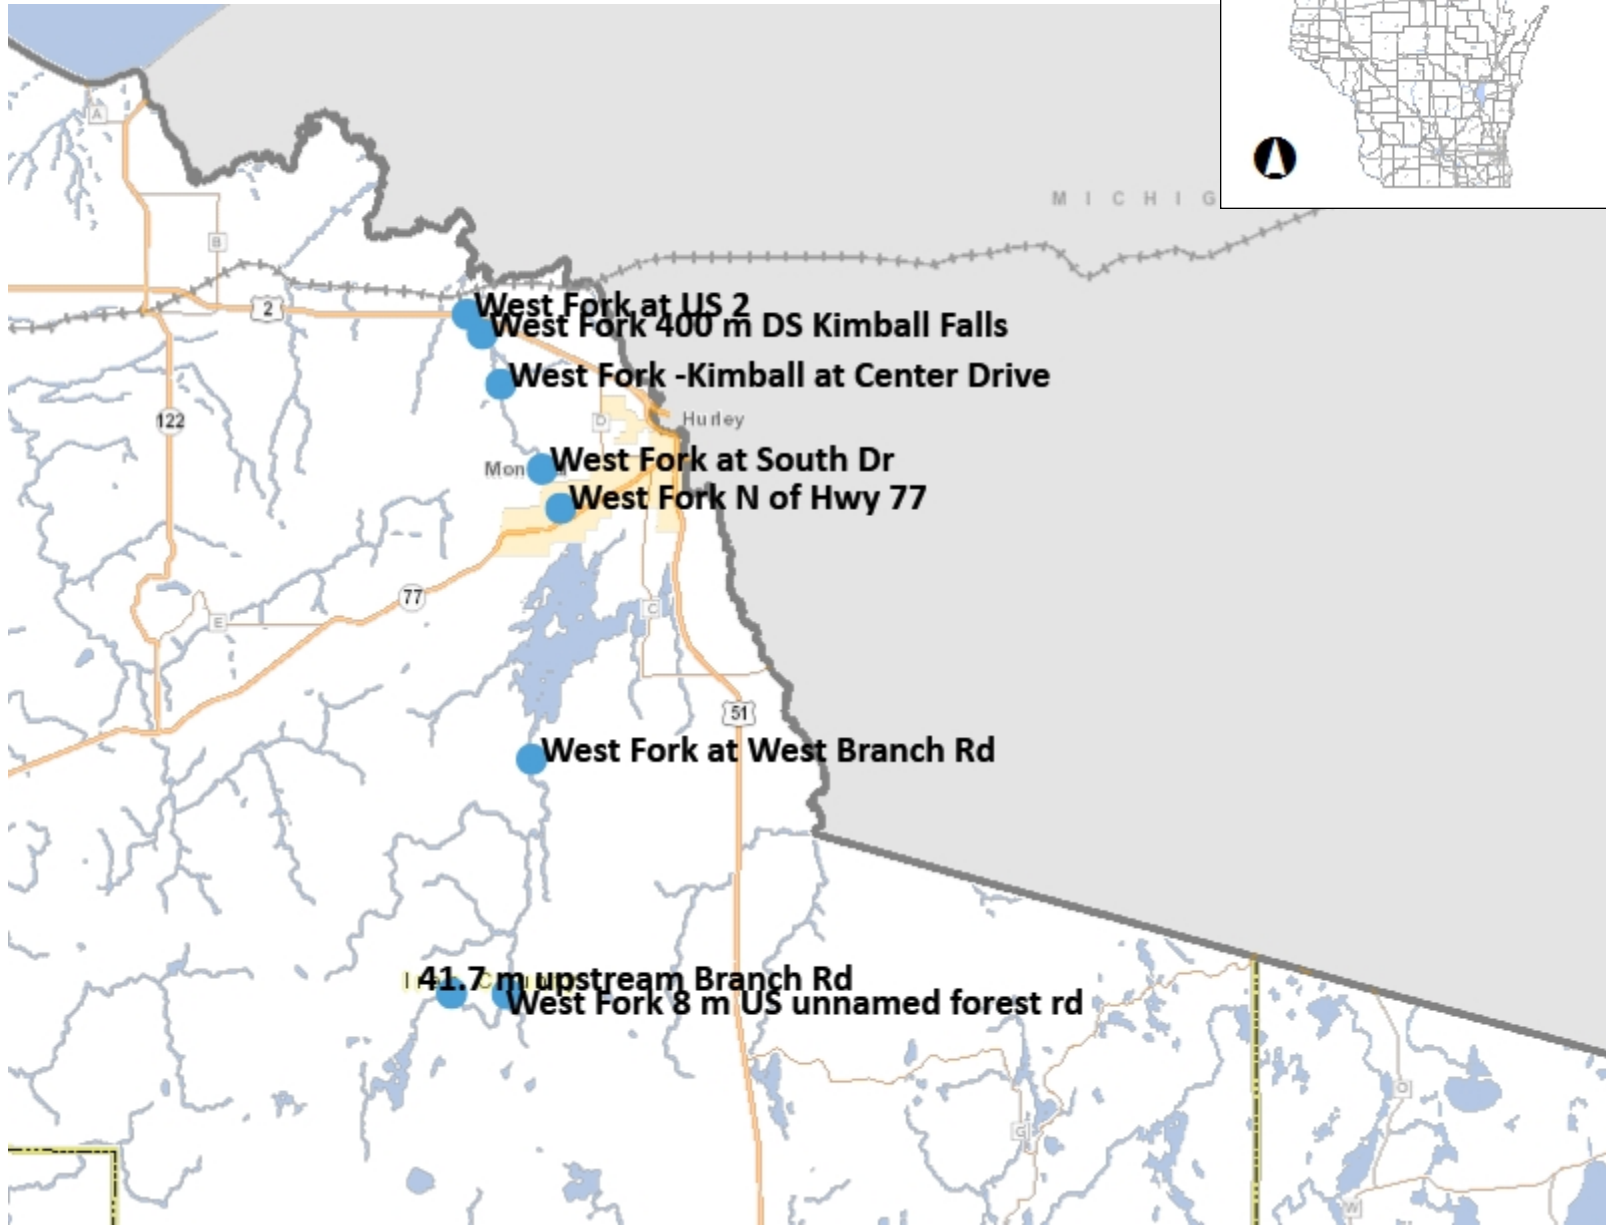 A
MICHIG
B
West Fork at US 2
2
West Fork 400 m DS Kimball Falls
West Fork -Kimball at Center Drive
122
D
Hurley
Mon
West Fork at South Dr
West Fork N of Hwy 77
77
C
E
51
West Fork at West Branch Rd
41.7 m upstream Branch Rd
West Fork 8 m US unnamed forest rd
O
G
W